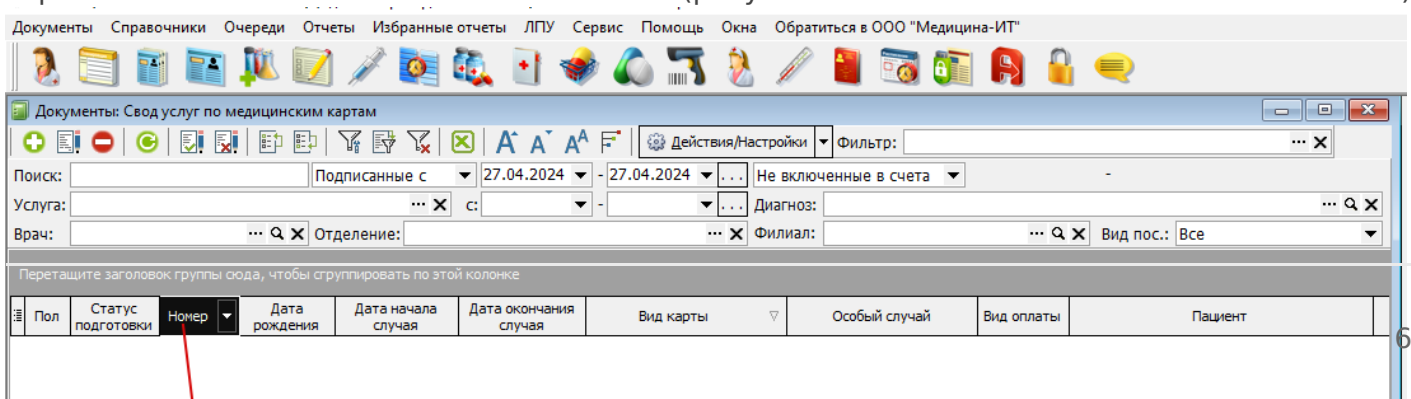 Документы Справочники Очереди Отчеты Избранные отчеты ЛПУ Сервис Помощь Окна Обратиться в ООО "Медицина-ИТ"
Документы: Свод услуг по медицинским картам
Действия/Настройки Фильтр:
Поиск: Подписанные с 27.04.2024 - 27.04.2024 ... Не включенные в счета -
Услуга: ... с: - ... Диагноз: ...
Врач: ... Отделение: ... Филиал: ... Вид пос.: Все
Перетащите заголовок группы сюда, чтобы сгруппировать по этой колонке
Пол Статус подготовки Номер Дата рождения Дата начала случая Дата окончания случая Вид карты Особый случай Вид оплаты Пациент
6